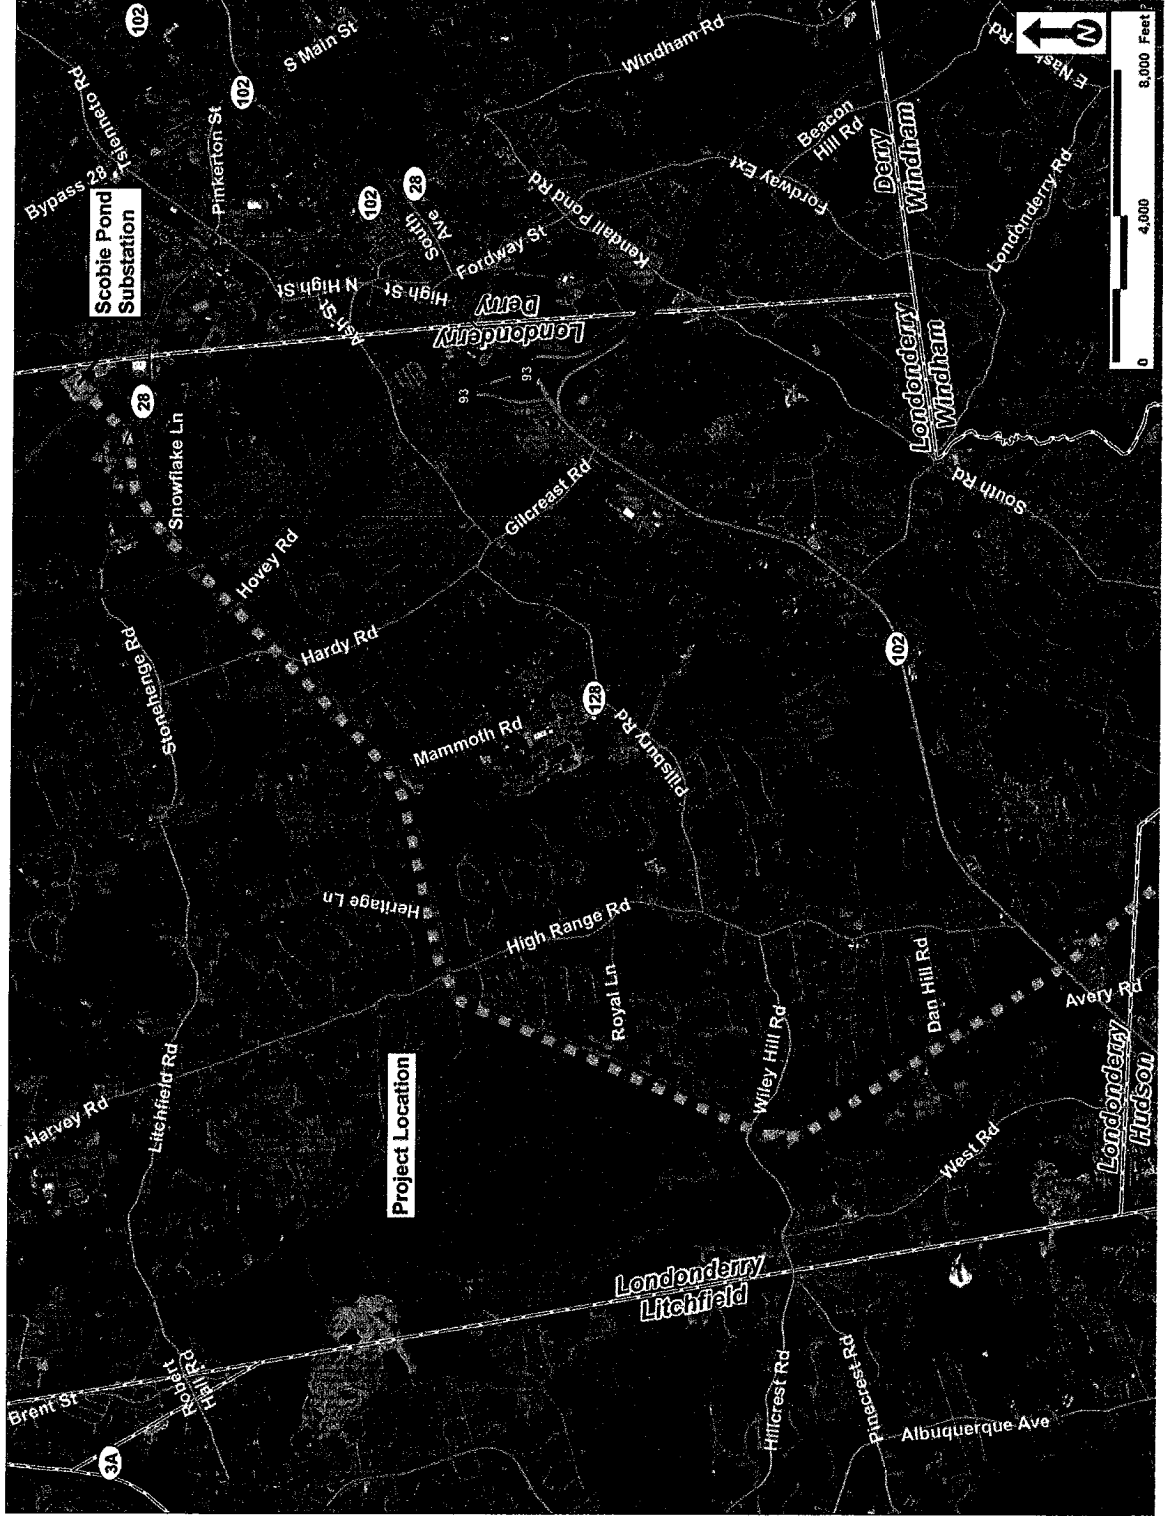 Brent St
3A
Robert
Hall Rd
Harvey Rd
Litchfield Rd
Stonehenge Rd
Snowflake Ln
28
Scobie Pond
Substation
Bypass 28
Tsienneto Rd
102
102
Pinkerton St
S Main St
Hovey Rd
Hardy Rd
Ash St
N High St
High St
102
28
South
Ave
Fordway St
Windham Rd
Project Location
Heritage Ln
Mammoth Rd
Gilcreast Rd
93
93
Londonderry
Derry
Kendall Pond Rd
Londonderry
Litchfield
Royal Ln
High Range Rd
Pillsbury Rd
128
Fordway Ext
Beacon
Hill Rd
Hillcrest Rd
Pinecrest Rd
Wiley Hill Rd
Albuquerque Ave
West Rd
Dan Hill Rd
102
South Rd
Londonderry
Windham
Derry
Windham
Londonderry Rd
E Nash
Rd
Londonderry
Hudson
Avery Rd
N
0
4,000
8,000
Feet